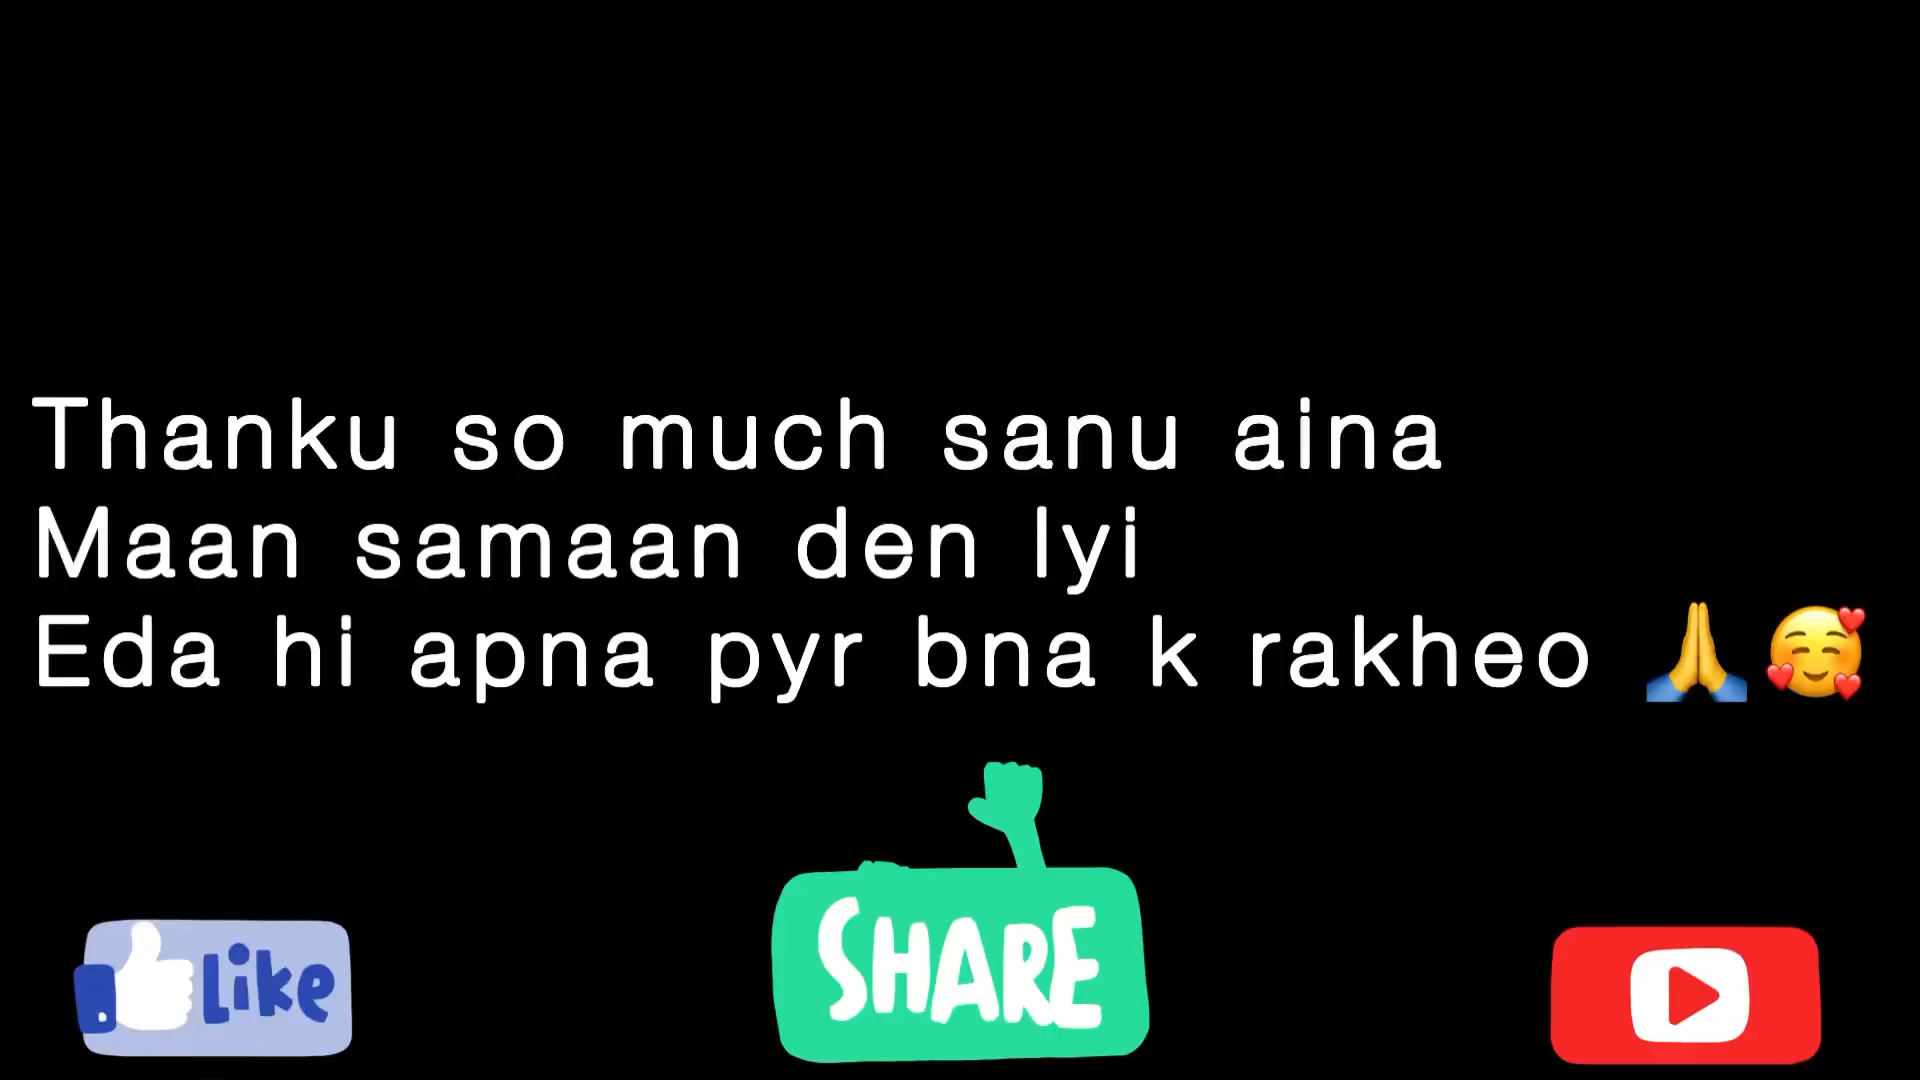 Thanku so much sanu aina
Maan samaan den lyi
Eda hi apna pyr bna k rakheo 🙏🥰
SHARE
Like